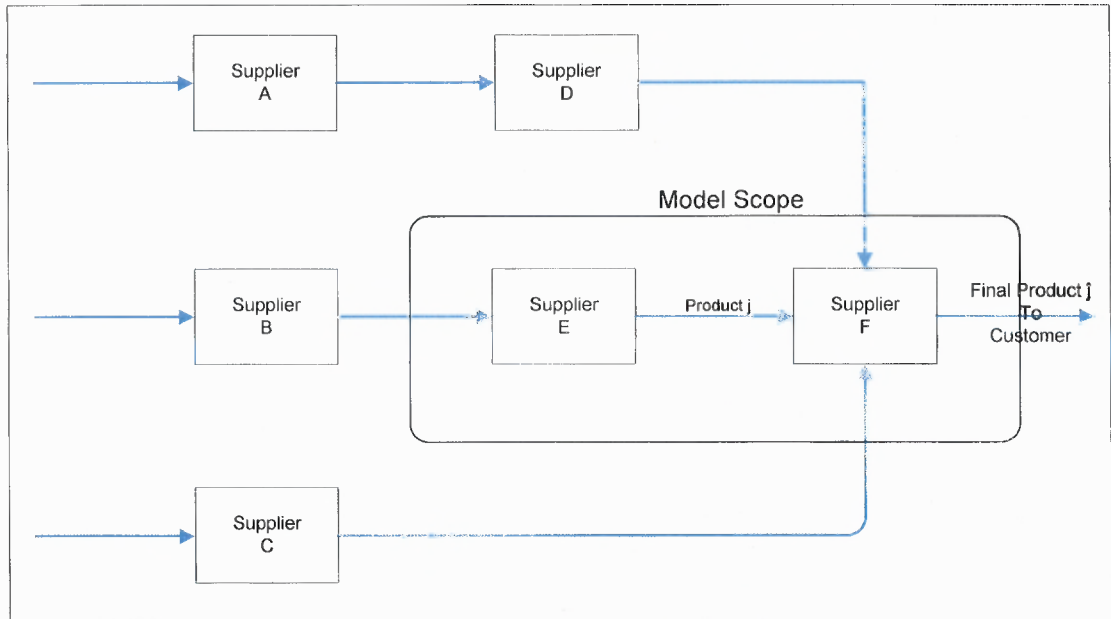 Supplier
A
Supplier
D
Model Scope
Supplier
B
Supplier
E
Product j
Supplier
F
Final Product ĵ
To
Customer
Supplier
C